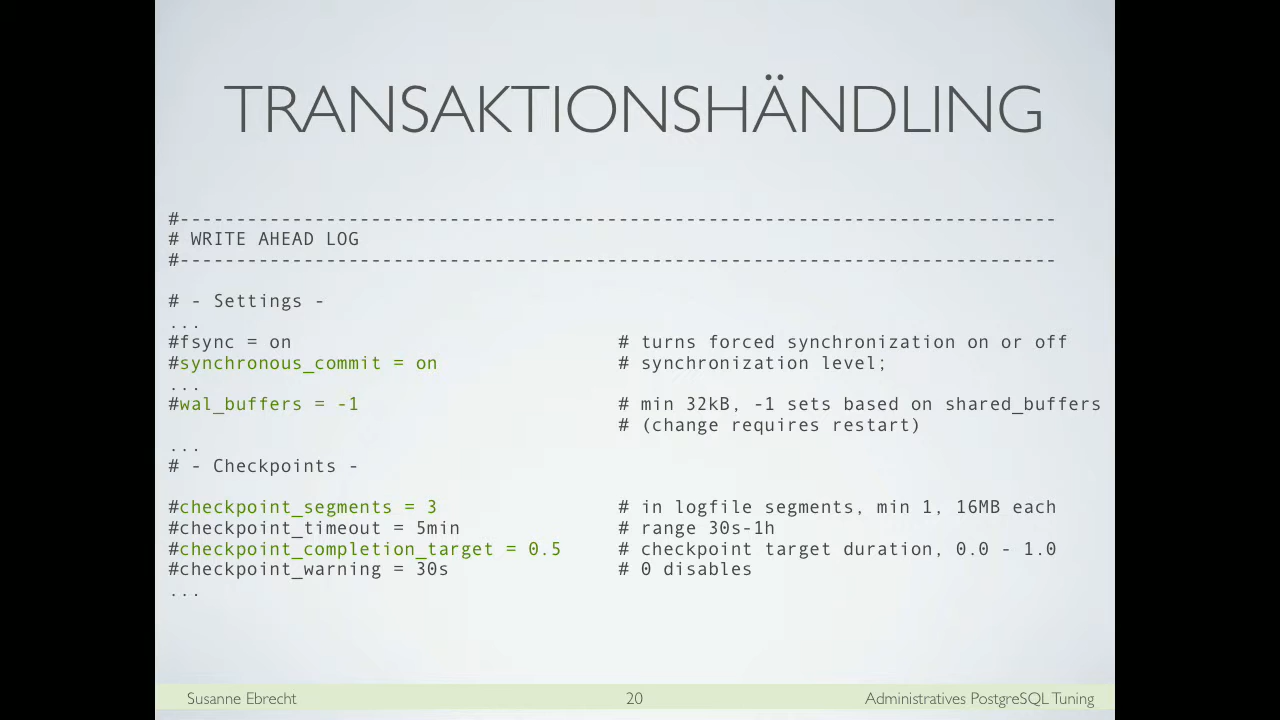 TRANSAKTIONSHÄNDLING
#------------------------------------------------------------------------------
# WRITE AHEAD LOG
#------------------------------------------------------------------------------
# - Settings -
...
#fsync = on # turns forced synchronization on or off
#synchronous_commit = on # synchronization level;
...
#wal_buffers = -1 # min 32kB, -1 sets based on shared_buffers
# (change requires restart)
...
# - Checkpoints -
#checkpoint_segments = 3 # in logfile segments, min 1, 16MB each
#checkpoint_timeout = 5min # range 30s-1h
#checkpoint_completion_target = 0.5 # checkpoint target duration, 0.0 - 1.0
#checkpoint_warning = 30s # 0 disables
...
Susanne Ebrecht 20 Administratives PostgreSQL Tuning